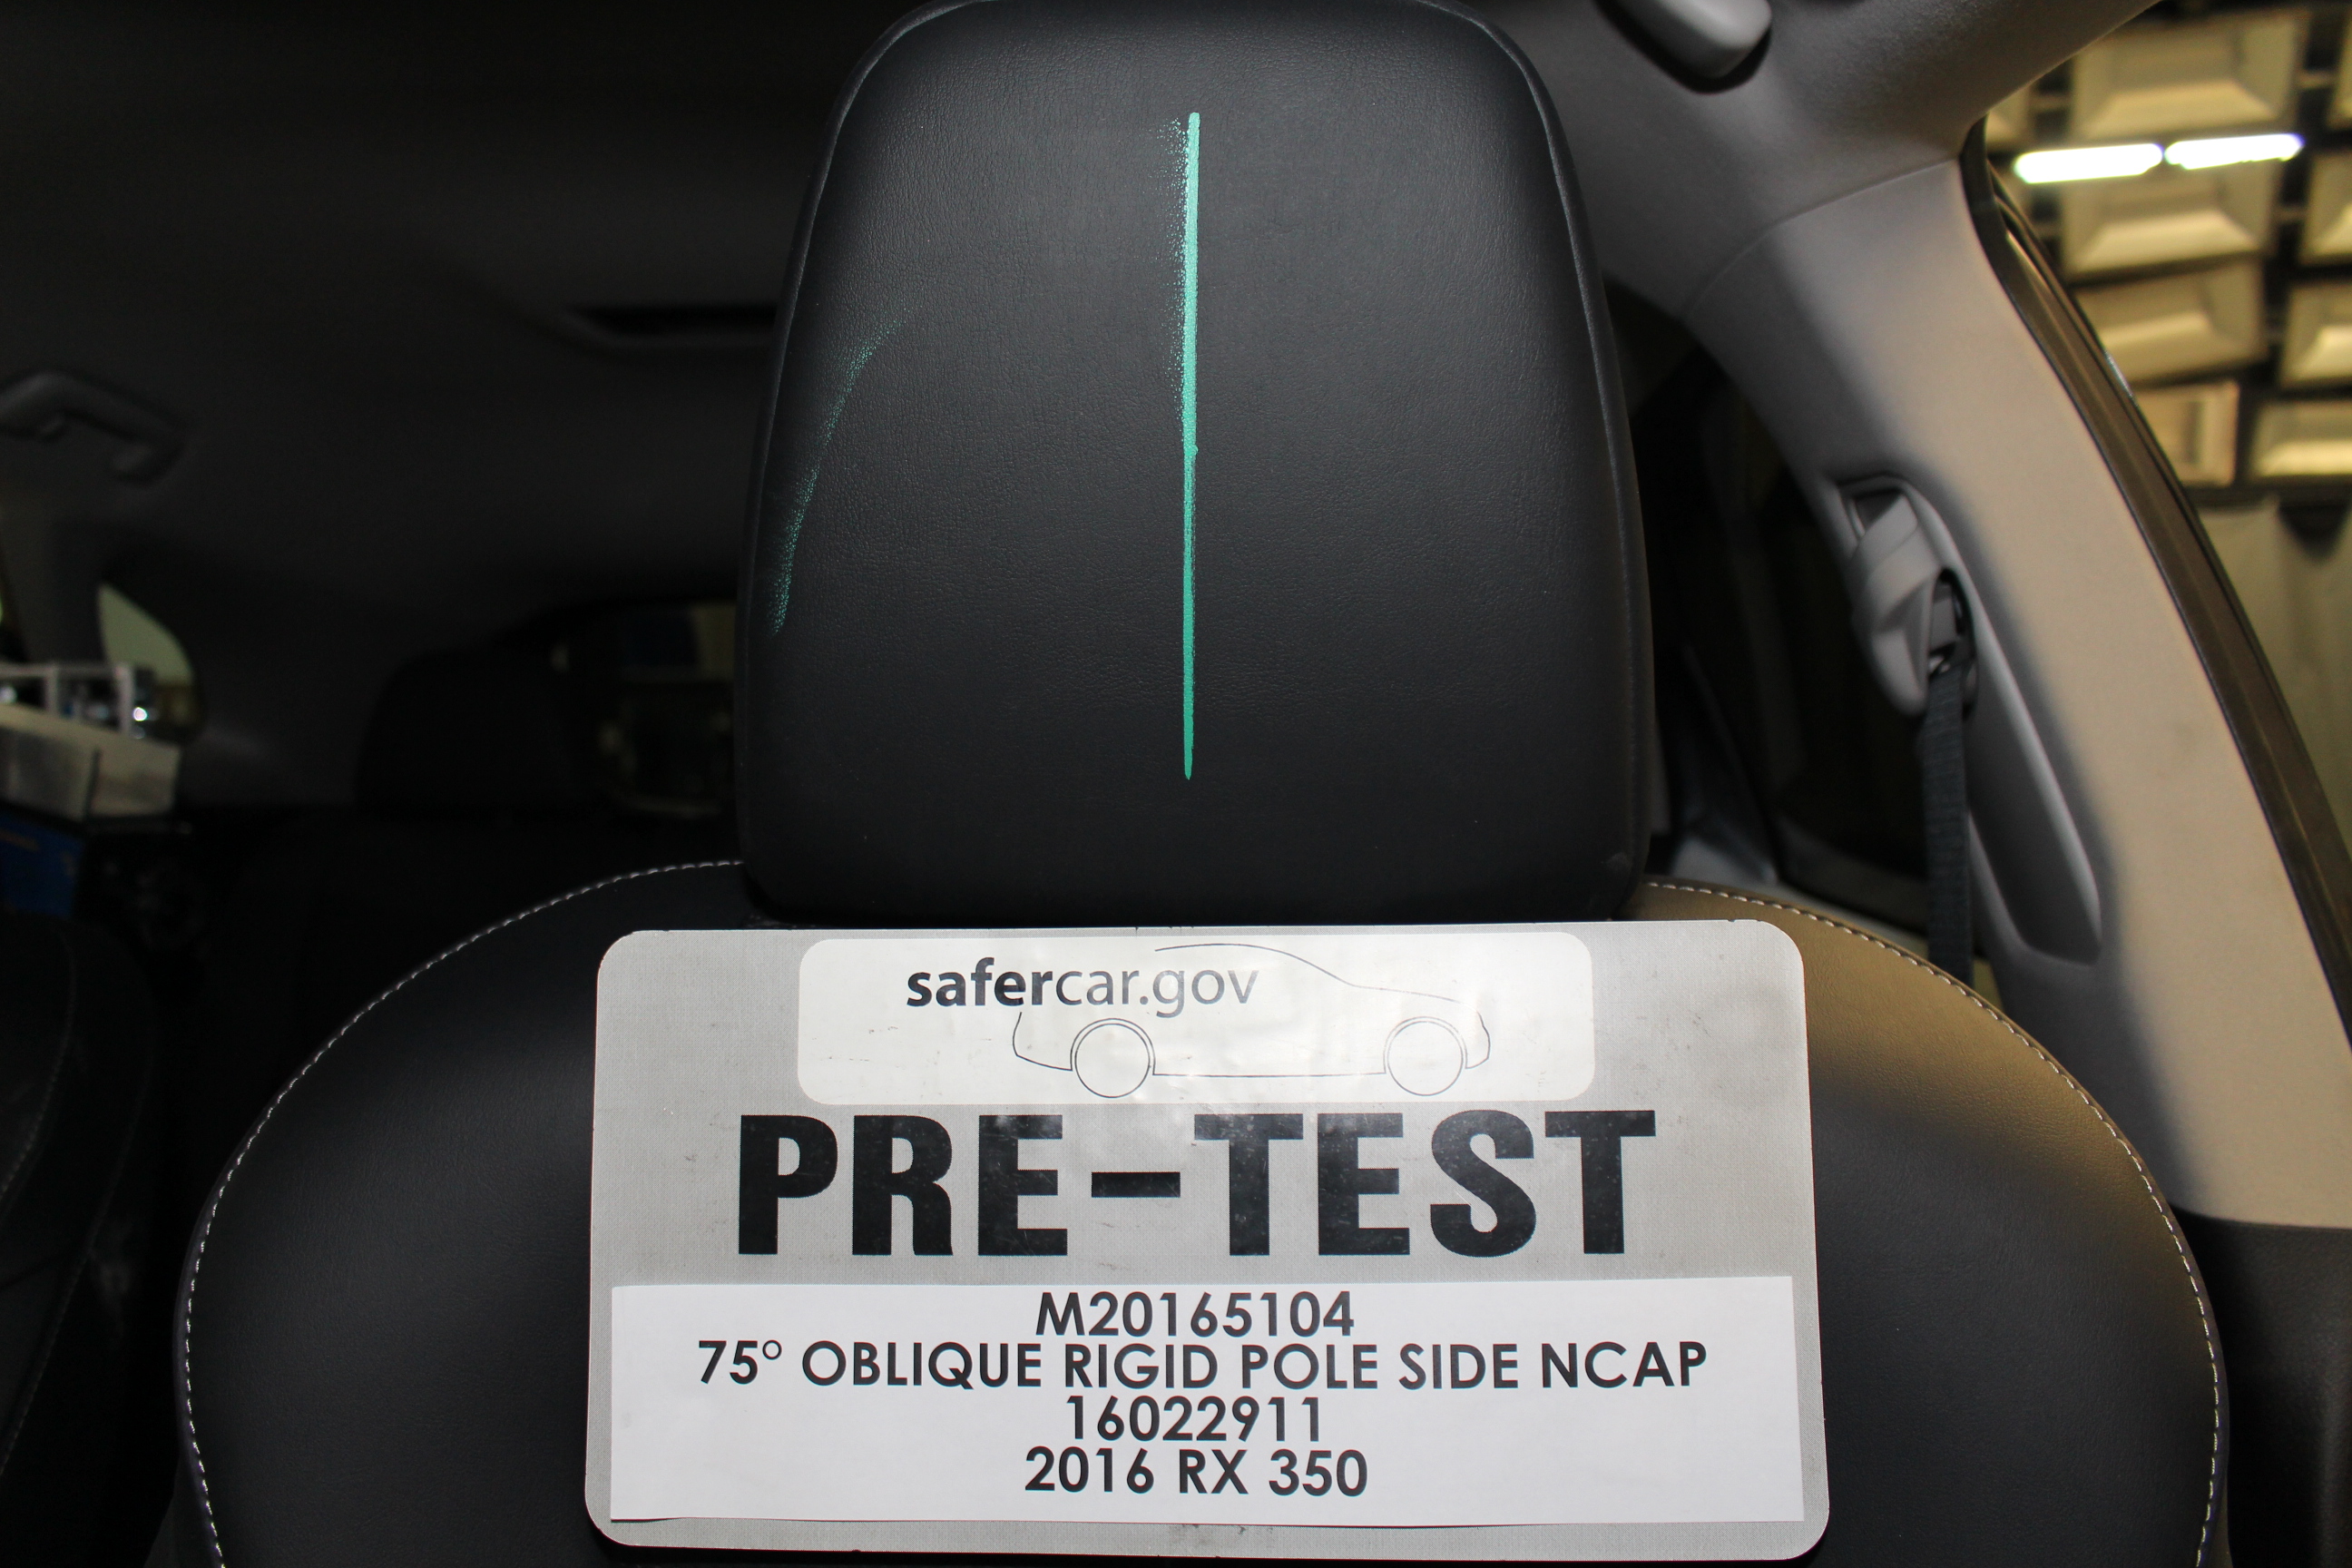 safercar.gov
PRE-TEST
M20165104
75° OBLIQUE RIGID POLE SIDE NCAP
16022911
2016 RX 350